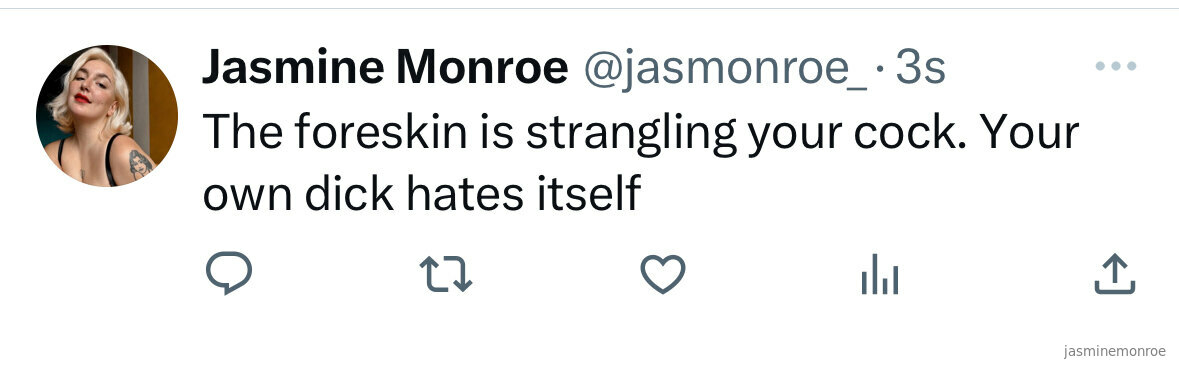 Jasmine Monroe @jasmonroe_ · 3s
The foreskin is strangling your cock. Your
own dick hates itself
jasminemonroe